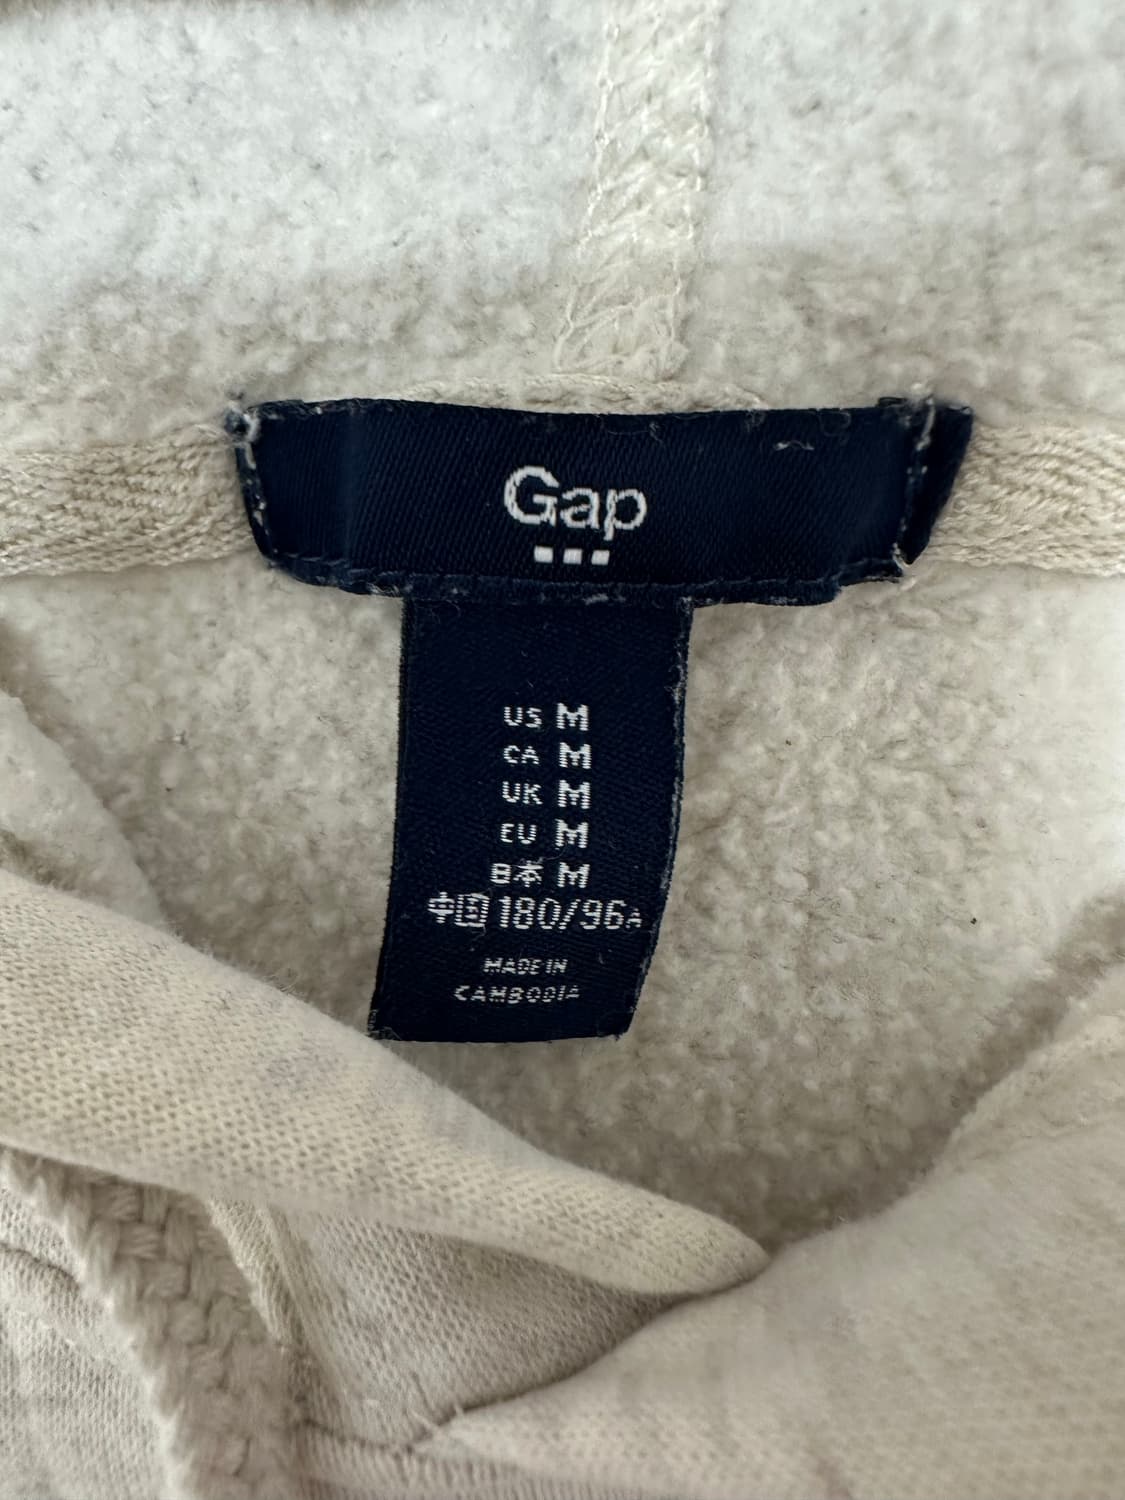 Gap
US M
CA M
UK M
EU M
日本 M
中国 180/96A
MADE IN
CAMBODIA